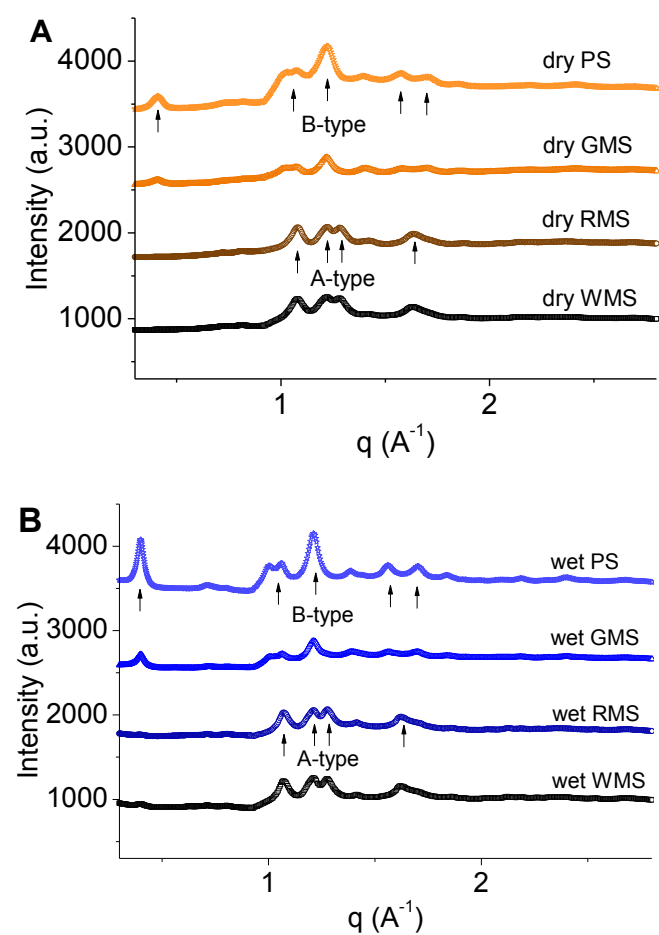 A
4000
3000
2000
1000
Intensity (a.u.)
dry PS
B-type
dry GMS
dry RMS
A-type
dry WMS
1
2
q (A⁻¹)
B
4000
3000
2000
1000
Intensity (a.u.)
wet PS
B-type
wet GMS
wet RMS
A-type
wet WMS
1
2
q (A⁻¹)